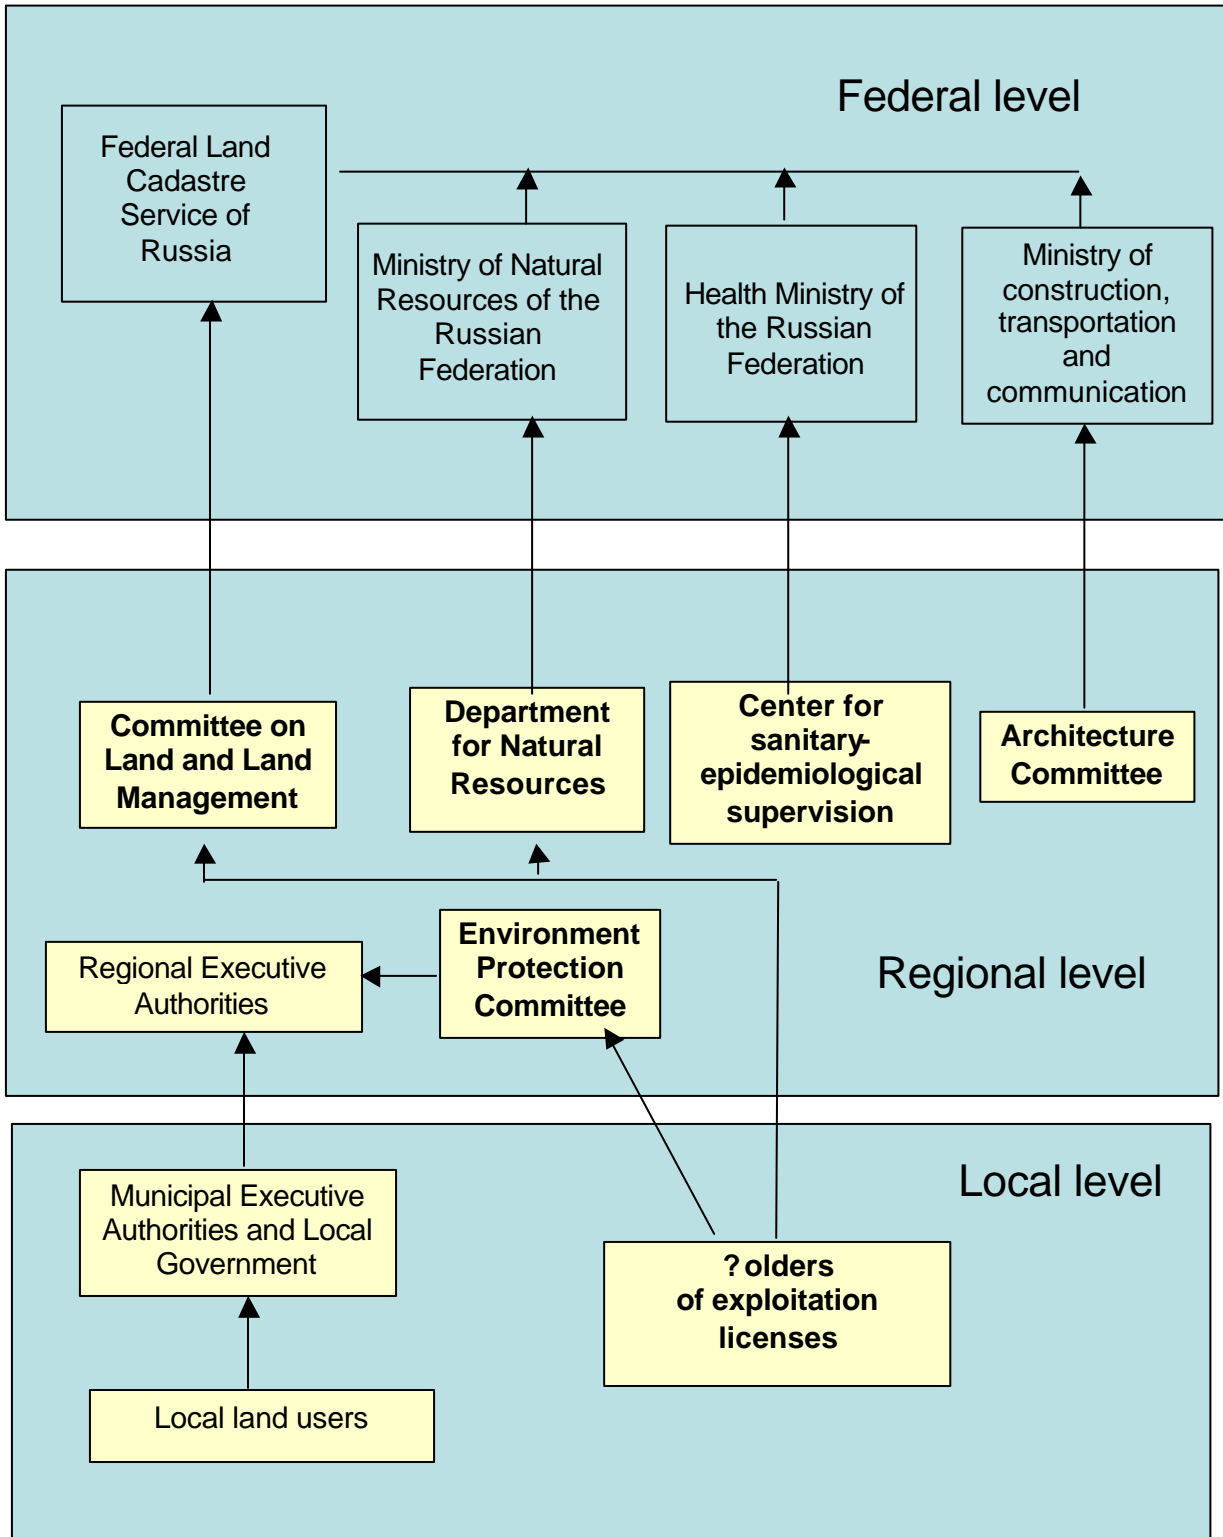 Federal level
Federal Land
Cadastre
Service of
Russia
Ministry of Natural
Resources of the
Russian
Federation
Health Ministry of
the Russian
Federation
Ministry of
construction,
transportation
and
communication
Committee on
Land and Land
Management
Department
for Natural
Resources
Center for
sanitary-
epidemiological
supervision
Architecture
Committee
Regional Executive
Authorities
Environment
Protection
Committee
Regional level
Local level
Municipal Executive
Authorities and Local
Government
?olders
of exploitation
licenses
Local land users